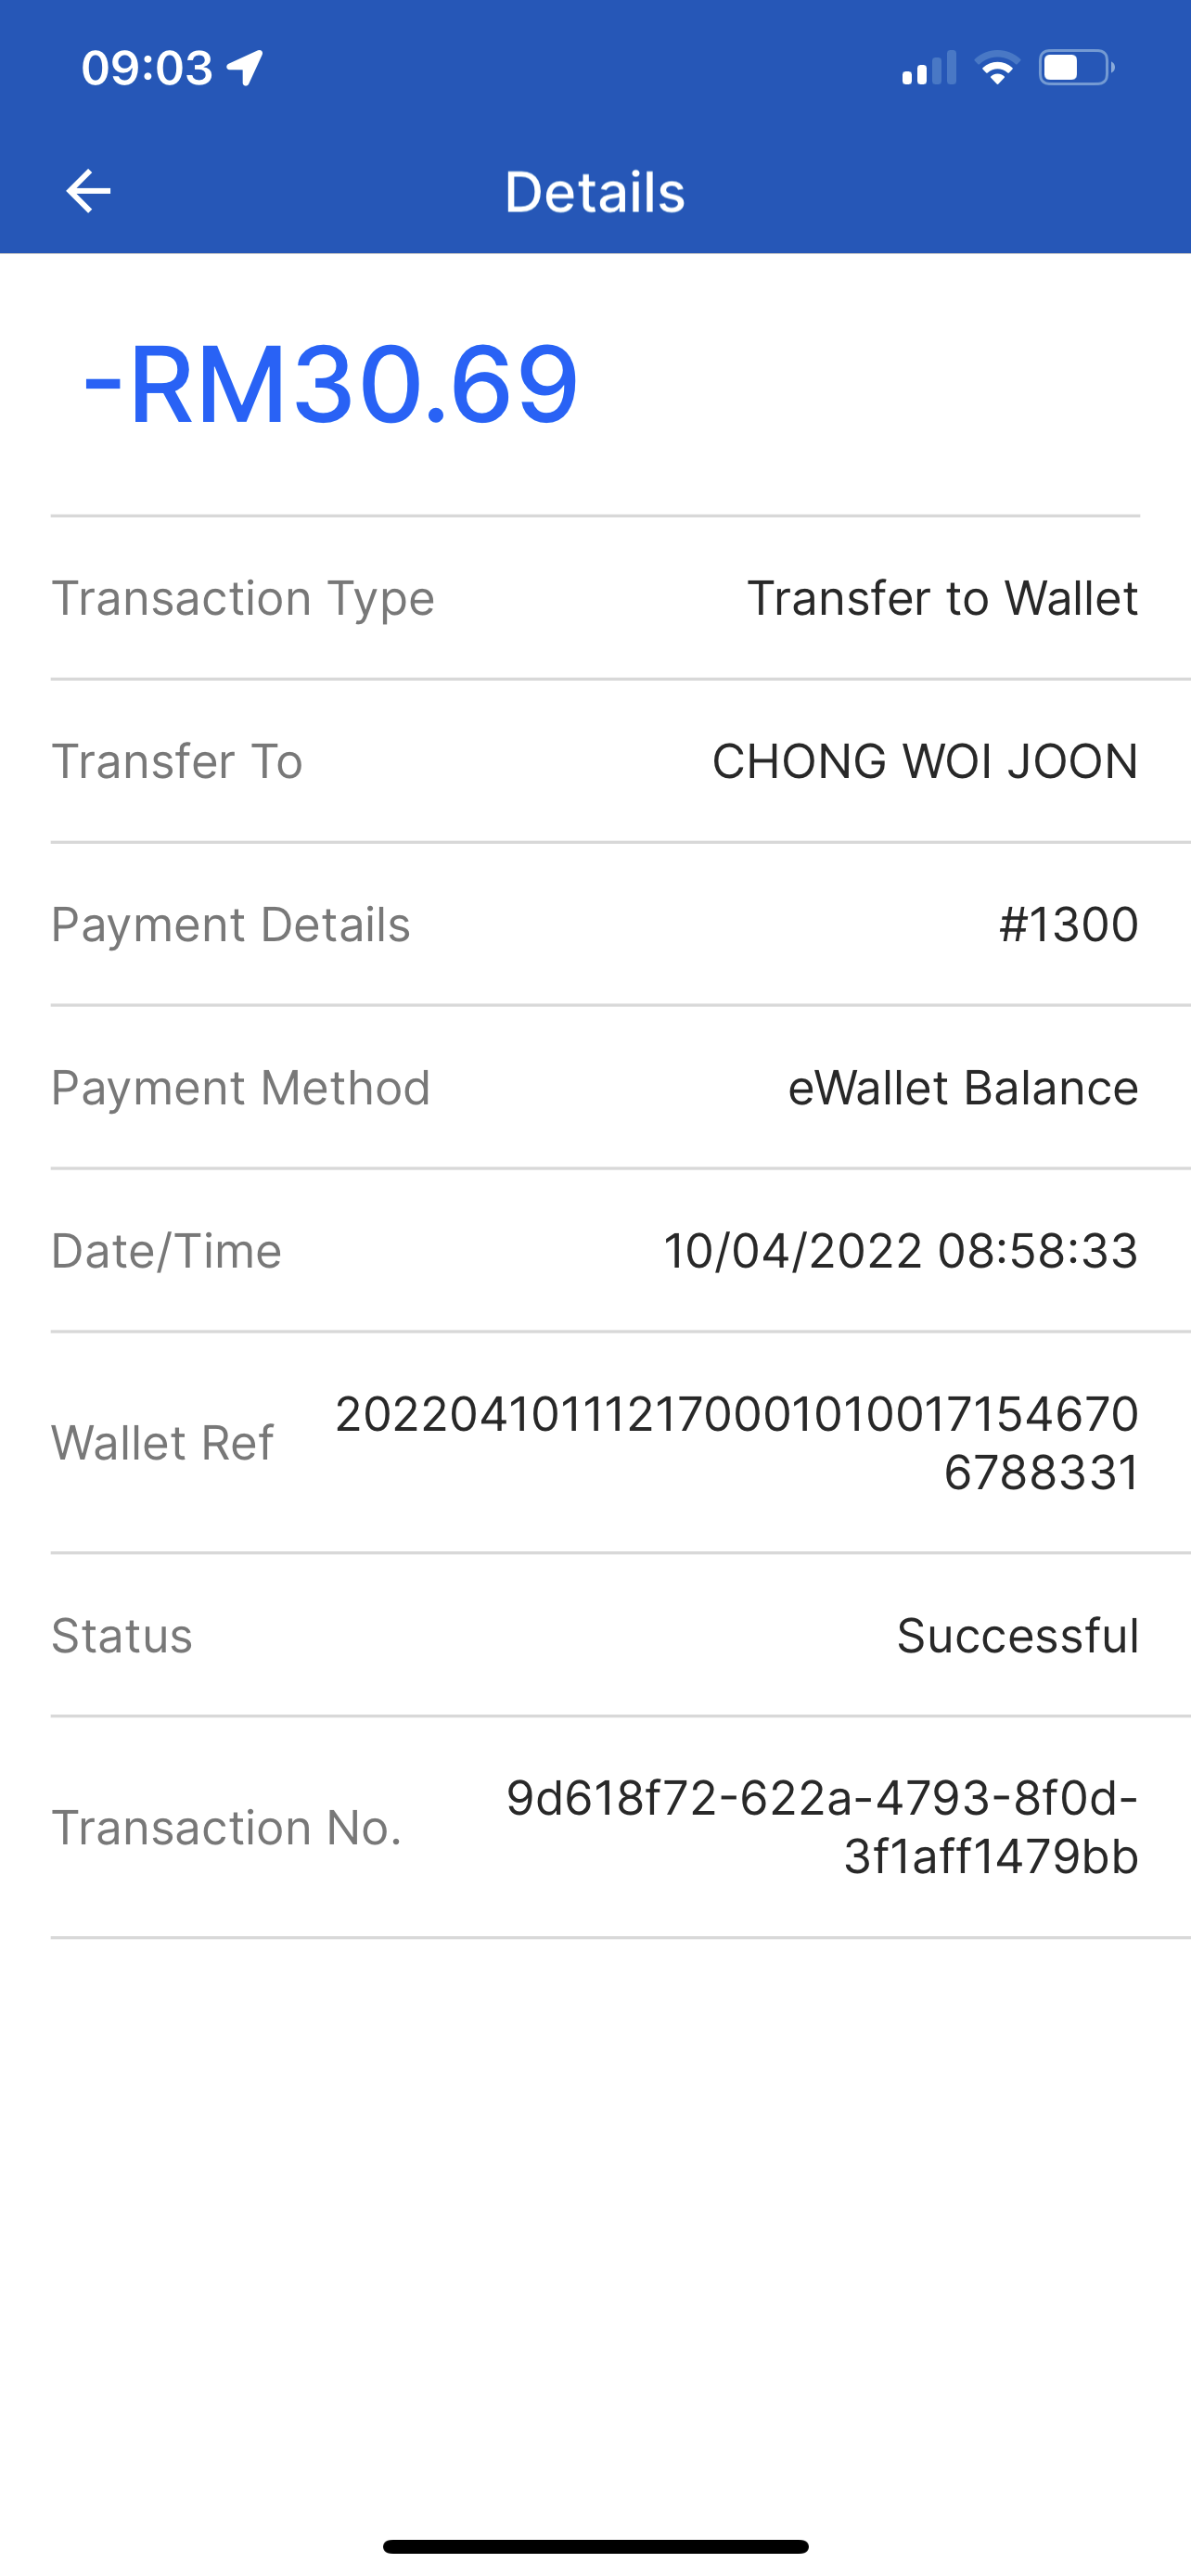 09:03
Details
-RM30.69
Transaction Type Transfer to Wallet
Transfer To CHONG WOI JOON
Payment Details #1300
Payment Method eWallet Balance
Date/Time 10/04/2022 08:58:33
Wallet Ref 202204101112170001010017154670
6788331
Status Successful
Transaction No. 9d618f72-622a-4793-8f0d-
3f1aff1479bb